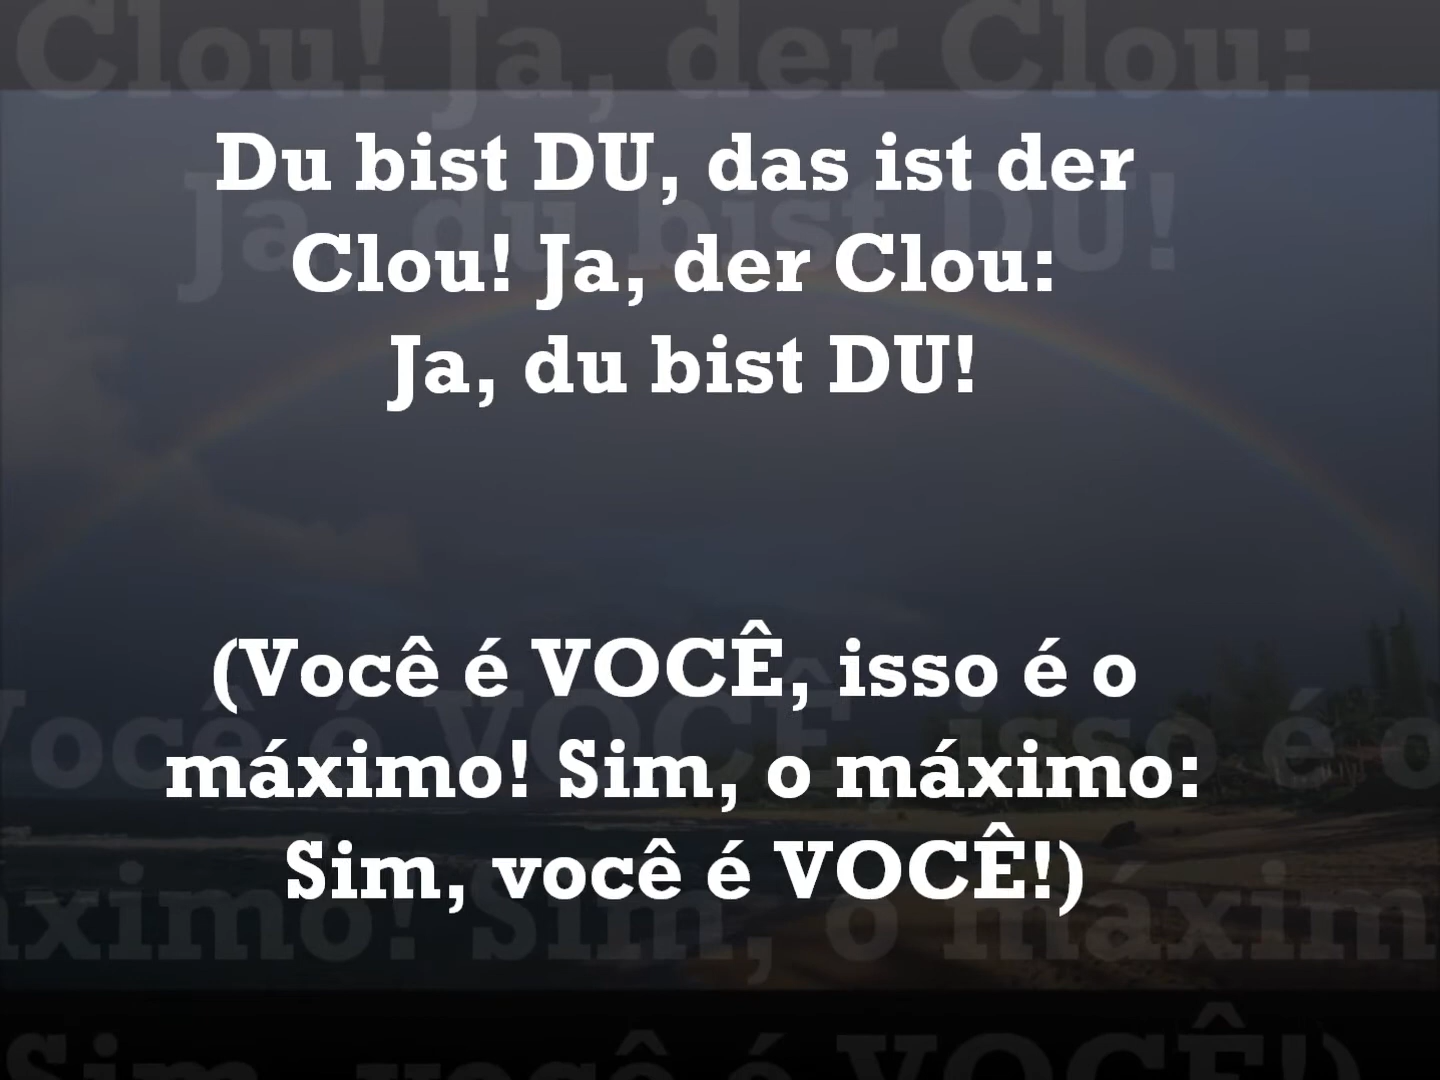 Du bist DU, das ist der
Clou! Ja, der Clou:
Ja, du bist DU!
(Você é VOCÊ, isso é o
máximo! Sim, o máximo:
Sim, você é VOCÊ!)